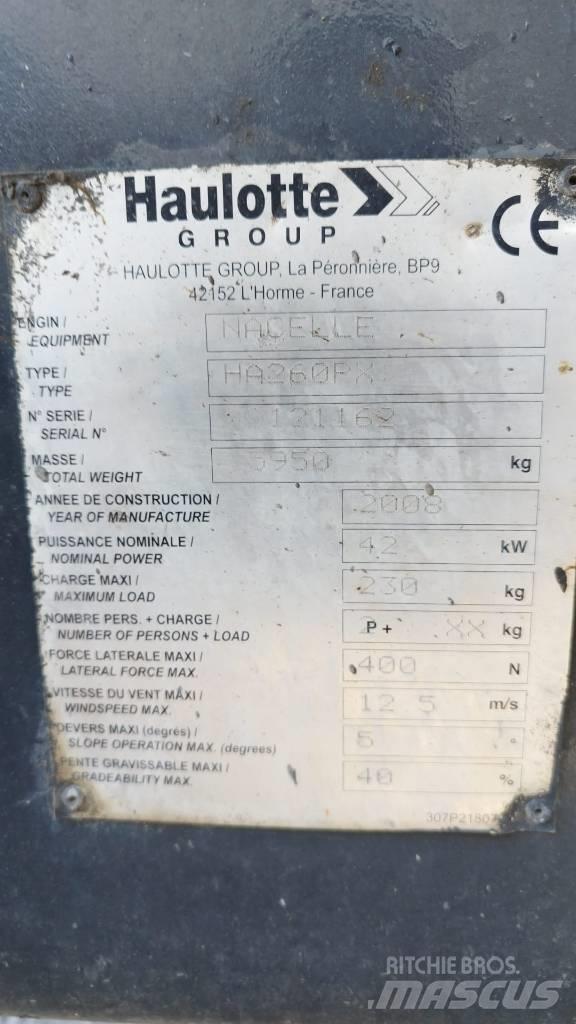 Haulotte
GROUP
CE
HAULOTTE GROUP, La Péronnière, BP9
42152 L'Horme - France
ENGIN / NACELLE
EQUIPMENT
TYPE / HA260PX
TYPE
N° SERIE / 121162
SERIAL N°
MASSE /
TOTAL WEIGHT kg
ANNEE DE CONSTRUCTION / 2008
YEAR OF MANUFACTURE
PUISSANCE NOMINALE / 42 kW
NOMINAL POWER
CHARGE MAXI / 230 kg
MAXIMUM LOAD
NOMBRE PERS. + CHARGE / P + XX kg
NUMBER OF PERSONS + LOAD
FORCE LATERALE MAXI / 400 N
LATERAL FORCE MAX.
VITESSE DU VENT MAXI / 12 5 m/s
WINDSPEED MAX.
DEVERS MAXI (degrés) / 5 °
SLOPE OPERATION MAX. (degrees)
PENTE GRAVISSABLE MAXI / 40 %
GRADEABILITY MAX.
RITCHIE BROS.
MASCUS